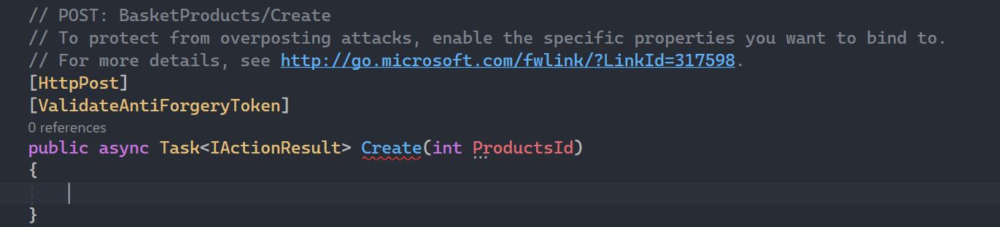 // POST: BasketProducts/Create
// To protect from overposting attacks, enable the specific properties you want to bind to.
// For more details, see http://go.microsoft.com/fwlink/?LinkId=317598.
[HttpPost]
[ValidateAntiForgeryToken]
0 references
public async Task<IActionResult> Create(int ProductsId)
{
}